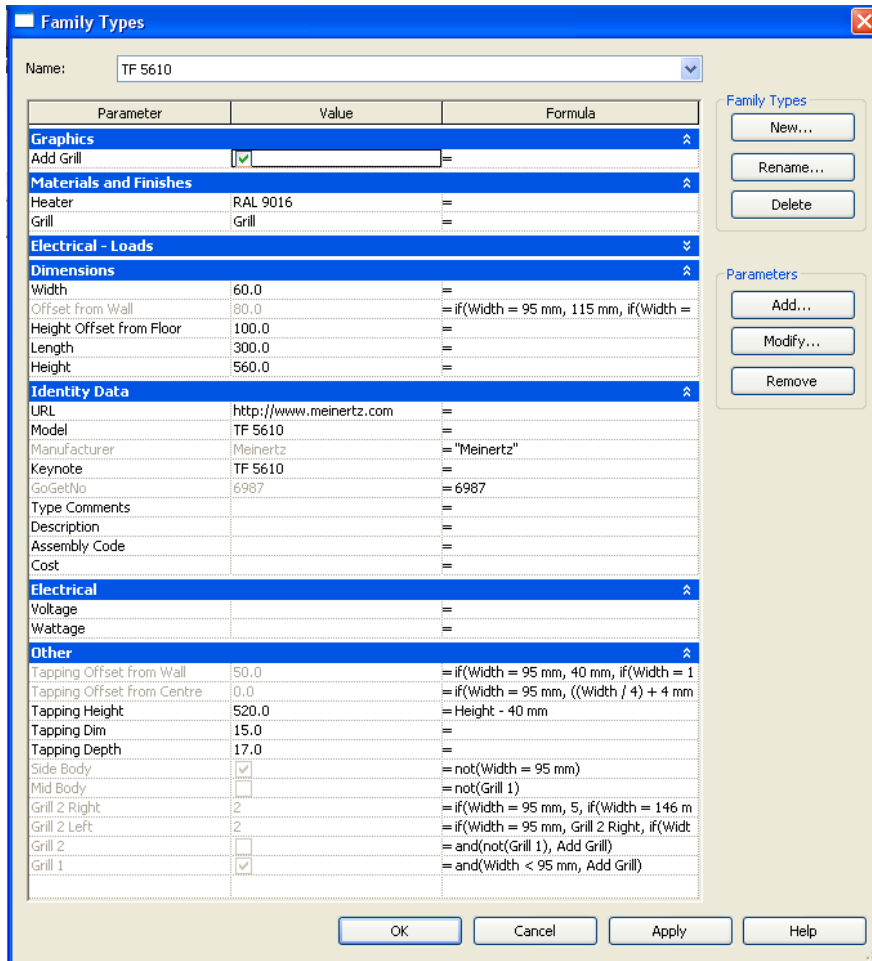 Family Types
Name: TF 5610
Parameter Value Formula
Graphics
Add Grill =
Materials and Finishes
Heater RAL 9016 =
Grill Grill =
Electrical - Loads
Dimensions
Width 60.0 =
Offset from Wall 80.0 = if(Width = 95 mm, 115 mm, if(Width =
Height Offset from Floor 100.0 =
Length 300.0 =
Height 560.0 =
Identity Data
URL http://www.meinertz.com =
Model TF 5610 =
Manufacturer Meinertz = "Meinertz"
Keynote TF 5610 =
GoGetNo 6987 = 6987
Type Comments =
Description =
Assembly Code =
Cost =
Electrical
Voltage =
Wattage =
Other
Tapping Offset from Wall 50.0 = if(Width = 95 mm, 40 mm, if(Width = 1
Tapping Offset from Centre 0.0 = if(Width = 95 mm, ((Width / 4) + 4 mm
Tapping Height 520.0 = Height - 40 mm
Tapping Dim 15.0 =
Tapping Depth 17.0 =
Side Body = not(Width = 95 mm)
Mid Body = not(Grill 1)
Grill 2 Right 2 = if(Width = 95 mm, 5, if(Width = 146 m
Grill 2 Left 2 = if(Width = 95 mm, Grill 2 Right, if(Widt
Grill 2 = and(not(Grill 1), Add Grill)
Grill 1 = and(Width < 95 mm, Add Grill)
Family Types
New...
Rename...
Delete
Parameters
Add...
Modify...
Remove
OK Cancel Apply Help